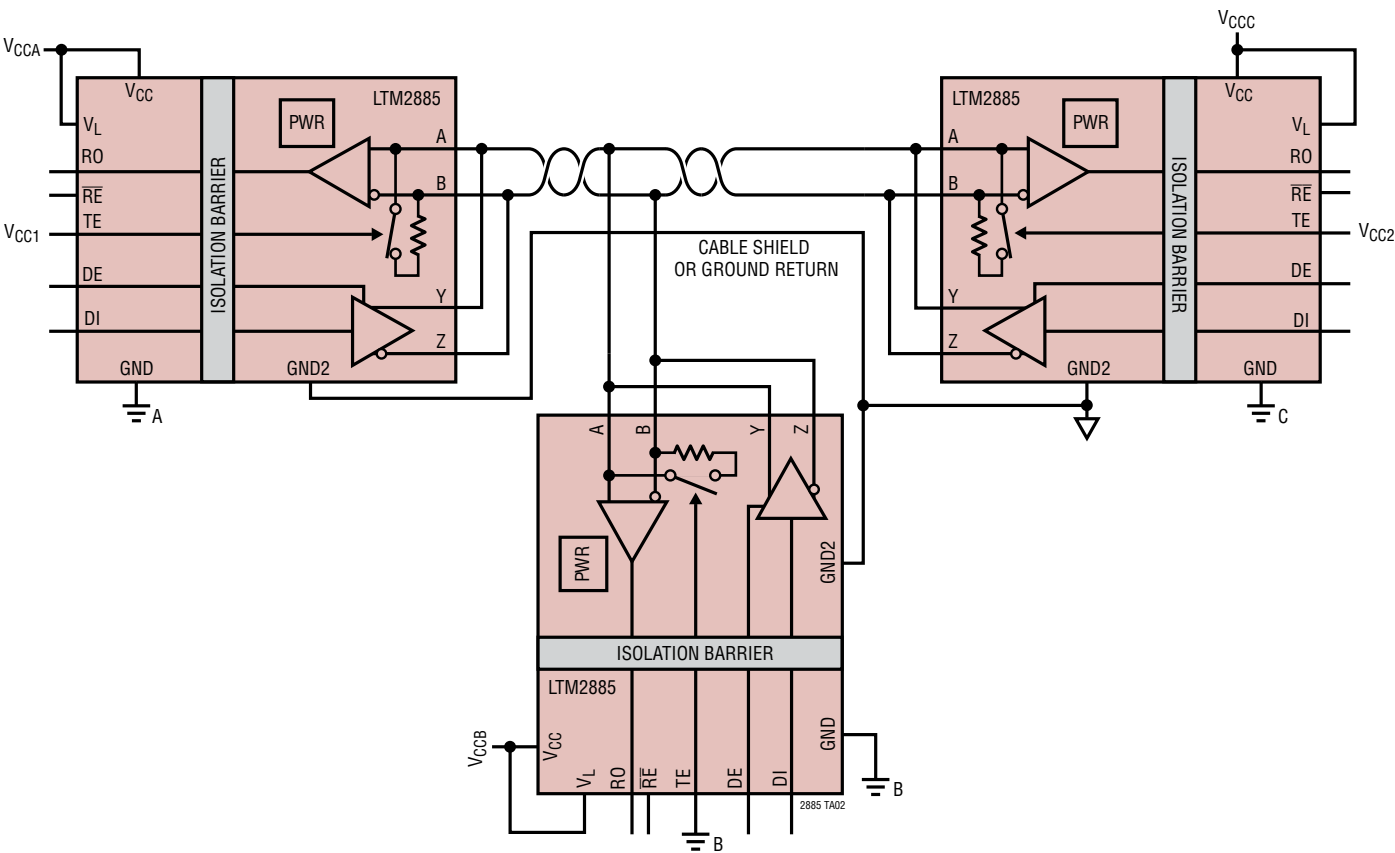 VCCA
VCC
LTM2885
PWR
VL
RO
RE
TE
VCC1
DE
DI
GND
GND2
ISOLATION BARRIER
A
B
Y
Z
A
CABLE SHIELD
OR GROUND RETURN
VCCC
VCC
LTM2885
PWR
VL
RO
RE
TE
VCC2
DE
DI
GND
GND2
ISOLATION BARRIER
A
B
Y
Z
C
A
B
Y
Z
PWR
GND2
ISOLATION BARRIER
LTM2885
VCCB
VCC
VL
RO
RE
TE
DE
DI
GND
B
B
2885 TA02